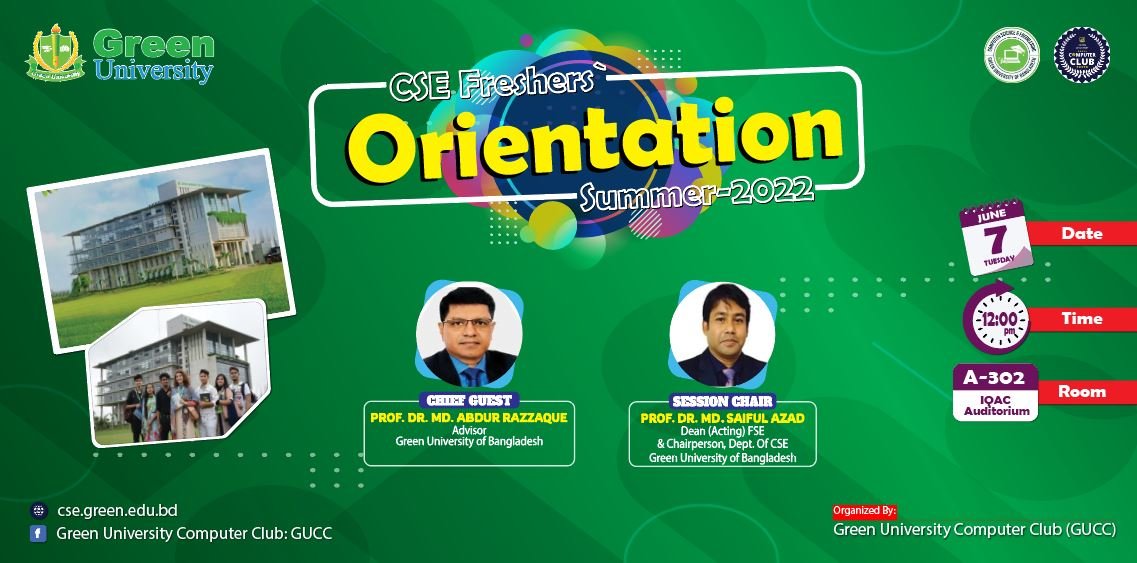 Green
University
COMPUTER
CLUB
CSE Freshers`
Orientation
Summer-2022
JUNE
7
TUESDAY
Date
12:00
pm
Time
A-302
IQAC
Auditorium
Room
CHIEF GUEST
PROF. DR. MD. ABDUR RAZZAQUE
Advisor
Green University of Bangladesh
SESSION CHAIR
PROF. DR. MD. SAIFUL AZAD
Dean (Acting) FSE
& Chairperson, Dept. Of CSE
Green University of Bangladesh
cse.green.edu.bd
Green University Computer Club: GUCC
Organized By:
Green University Computer Club (GUCC)